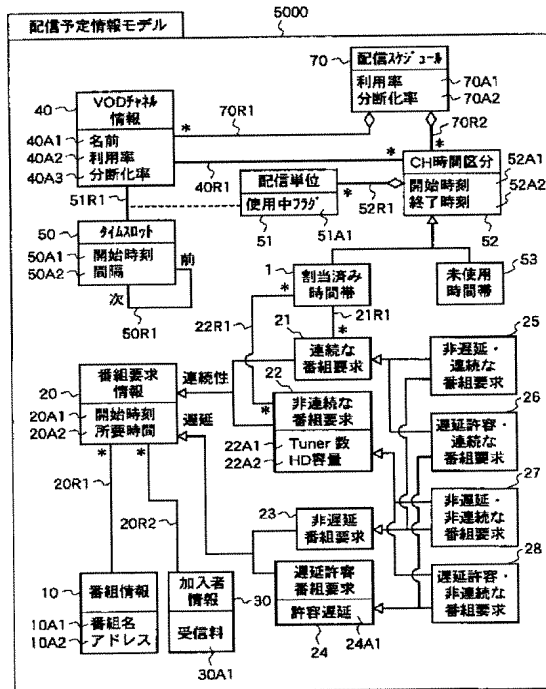 配信予定情報モデル
5000
70
配信スケジュール
利用率
分断化率
70A1
70A2
40
VODチャネル
情報
名前
利用率
分断化率
40A1
40A2
40A3
*
70R1
70R2
*
*
40R1
CH時間区分
開始時刻
終了時刻
52A1
52A2
52
51R1
配信単位
使用中フラグ
*
52R1
51
51A1
50
タイムスロット
開始時刻
間隔
50A1
50A2
前
次
50R1
1
割当済み
時間帯
*
未使用
時間帯
53
22R1
21R1
21
*
連続な
番組要求
25
非遅延・
連続な
番組要求
20
番組要求
情報
開始時刻
所要時間
20A1
20A2
連続性
遅延
22
*
非連続な
番組要求
Tuner 数
HD容量
22A1
22A2
26
遅延許容・
連続な
番組要求
*
*
20R1
20R2
23
非遅延
番組要求
27
非遅延・
非連続な
番組要求
10
番組情報
番組名
アドレス
10A1
10A2
加入者
情報
受信料
30
30A1
遅延許容
番組要求
許容遅延
24
24A1
28
遅延許容・
非連続な
番組要求